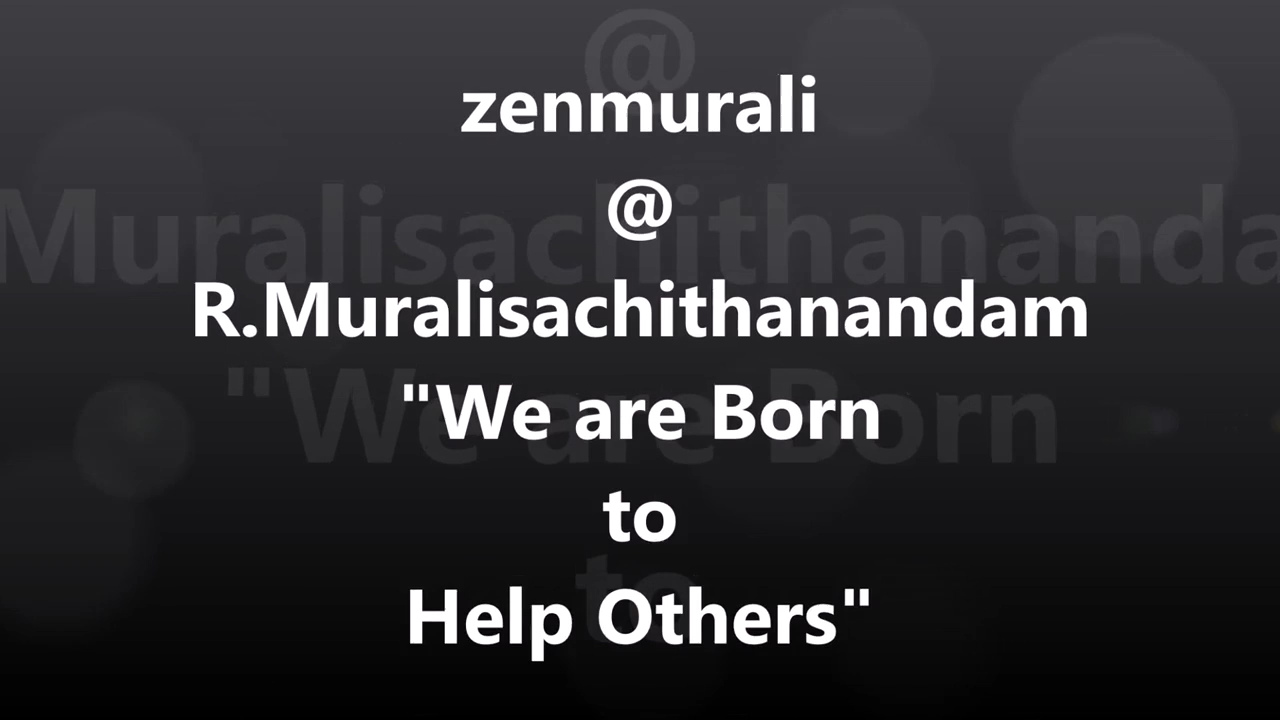 zenmurali
@
R.Muralisachithanandam
"We are Born
to
Help Others"